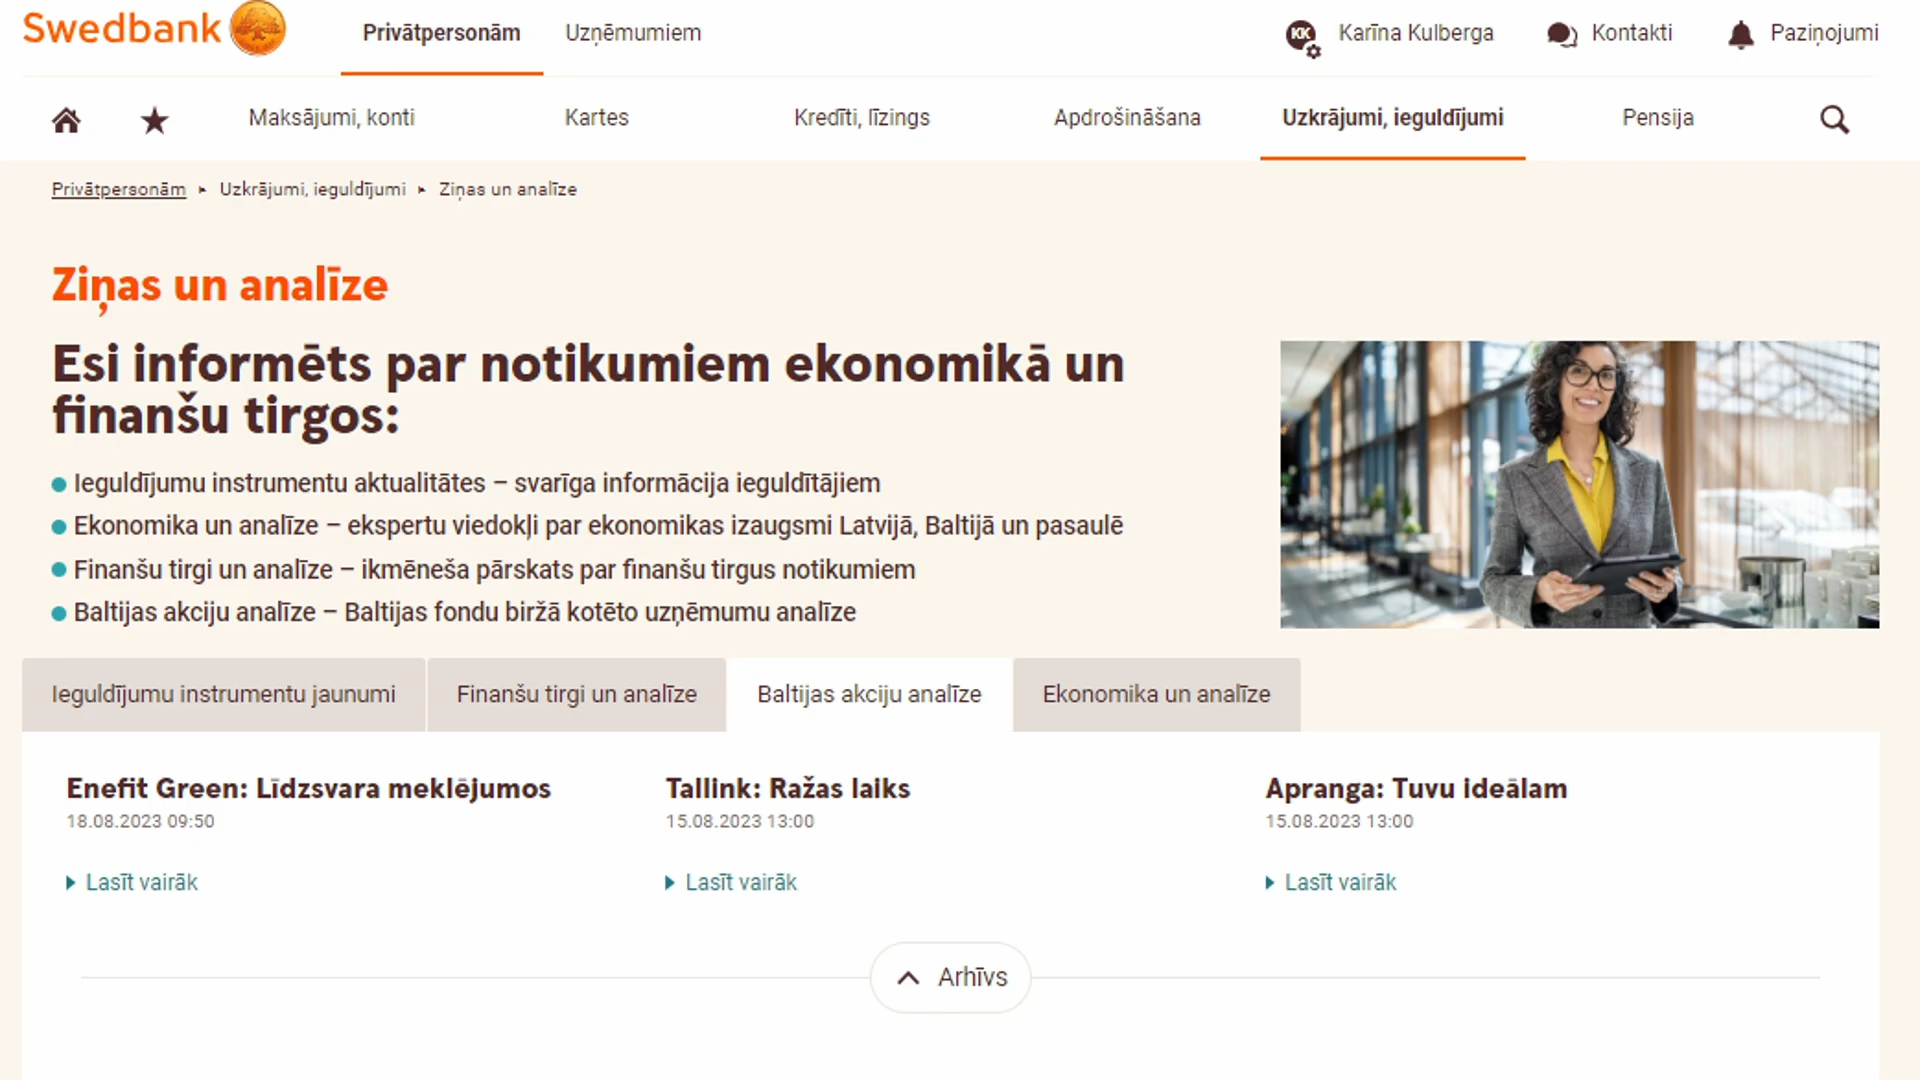 Swedbank
Privātpersonām
Uzņēmumiem
KK
Karīna Kulberga
Kontakti
Paziņojumi
Maksājumi, konti
Kartes
Kredīti, līzings
Apdrošināšana
Uzkrājumi, ieguldījumi
Pensija
Privātpersonām ▸ Uzkrājumi, ieguldījumi ▸ Ziņas un analīze
Ziņas un analīze
Esi informēts par notikumiem ekonomikā un
finanšu tirgos:
Ieguldījumu instrumentu aktualitātes – svarīga informācija ieguldītājiem
Ekonomika un analīze – ekspertu viedokļi par ekonomikas izaugsmi Latvijā, Baltijā un pasaulē
Finanšu tirgi un analīze – ikmēneša pārskats par finanšu tirgus notikumiem
Baltijas akciju analīze – Baltijas fondu biržā kotēto uzņēmumu analīze
Ieguldījumu instrumentu jaunumi
Finanšu tirgi un analīze
Baltijas akciju analīze
Ekonomika un analīze
Enefit Green: Līdzsvara meklējumos
18.08.2023 09:50
Lasīt vairāk
Tallink: Ražas laiks
15.08.2023 13:00
Lasīt vairāk
Apranga: Tuvu ideālam
15.08.2023 13:00
Lasīt vairāk
Arhīvs